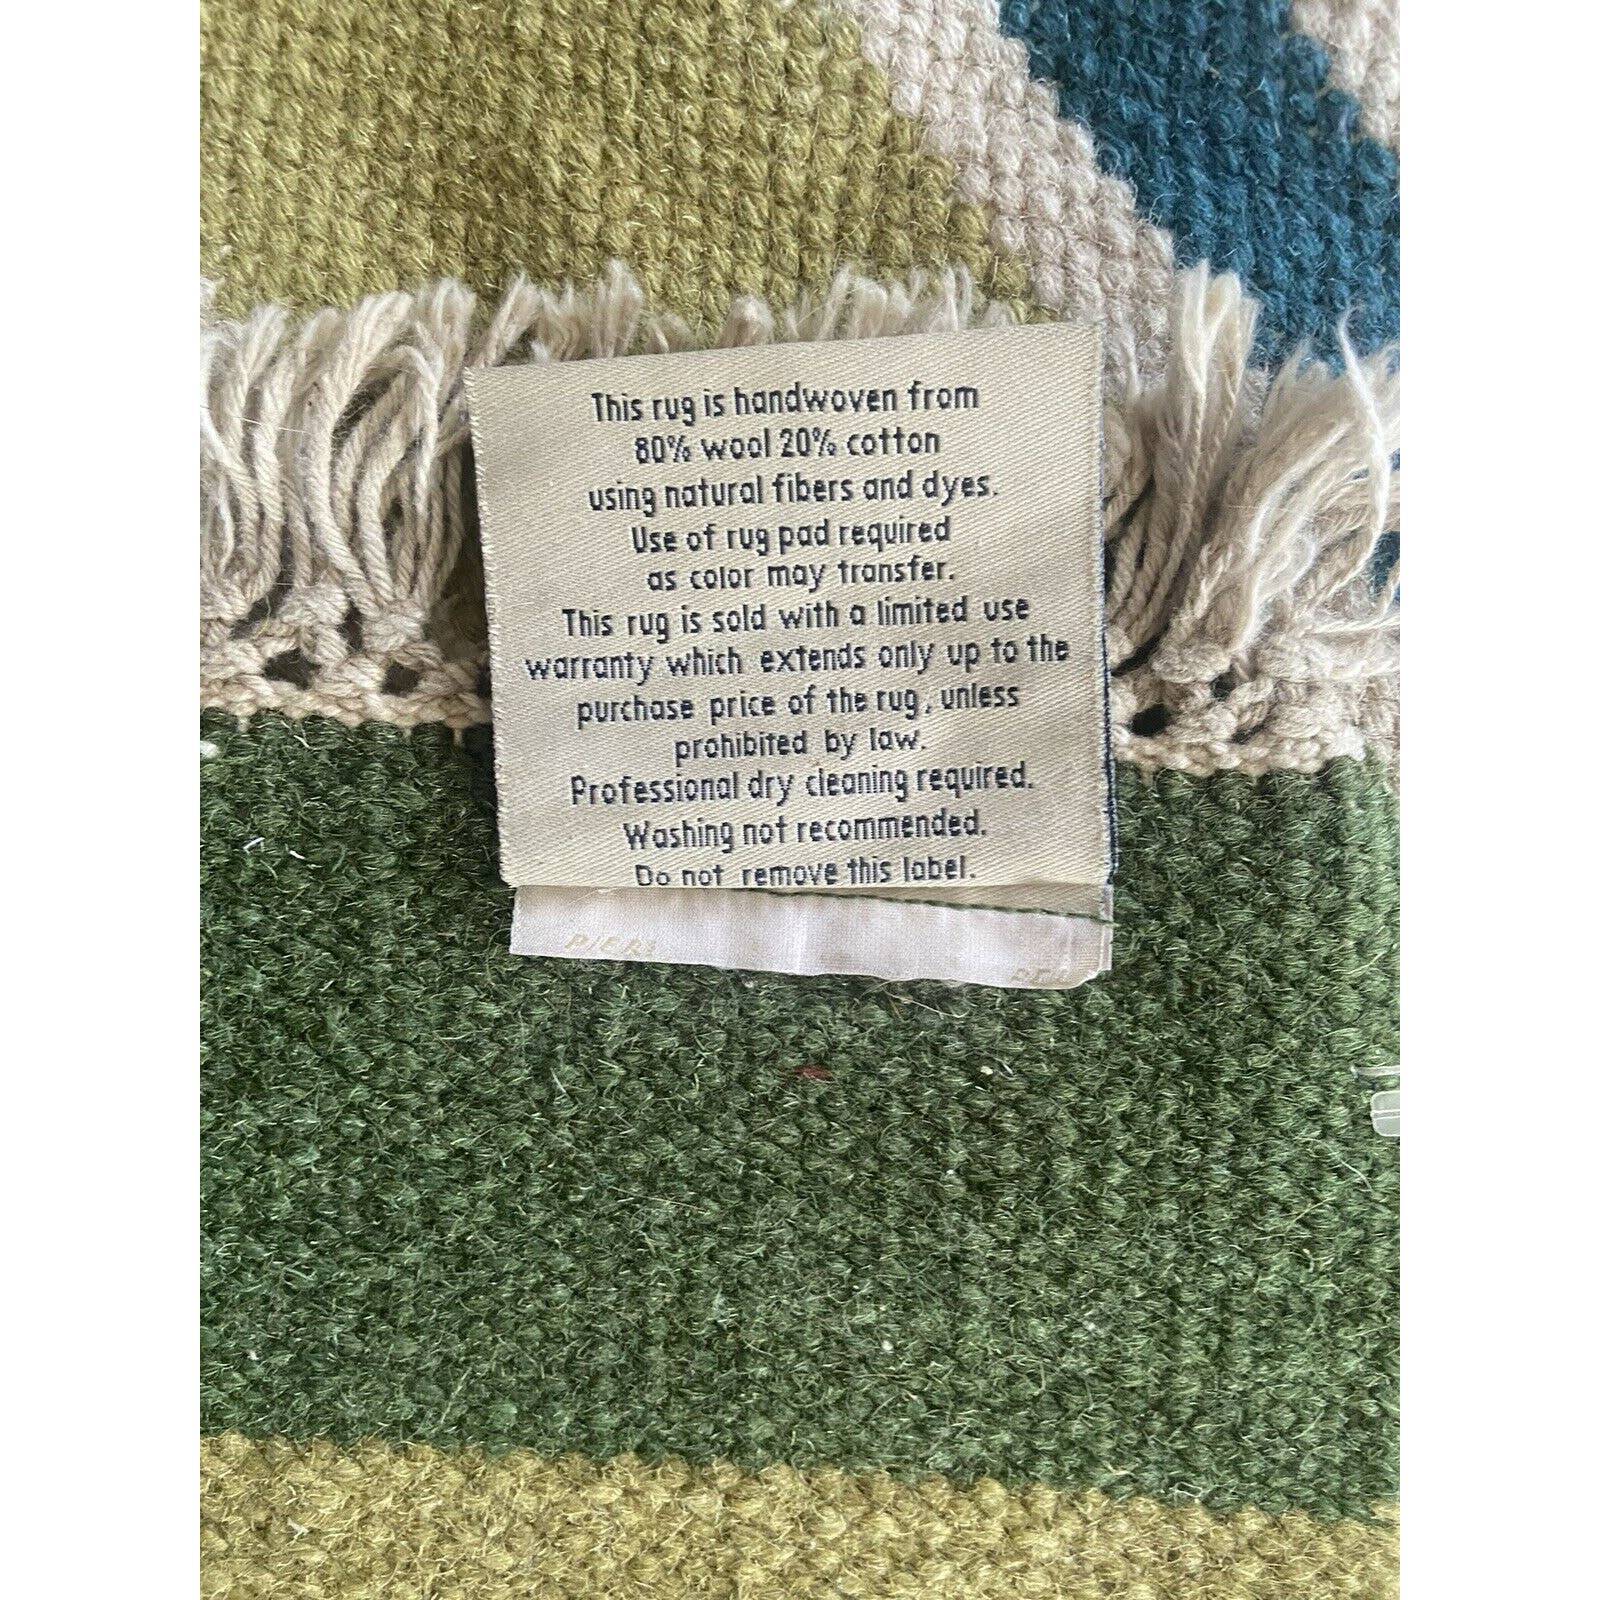 This rug is handwoven from
80% wool 20% cotton
using natural fibers and dyes.
Use of rug pad required
as color may transfer.
This rug is sold with a limited use
warranty which extends only up to the
purchase price of the rug, unless
prohibited by law.
Professional dry cleaning required.
Washing not recommended.
Do not remove this label.